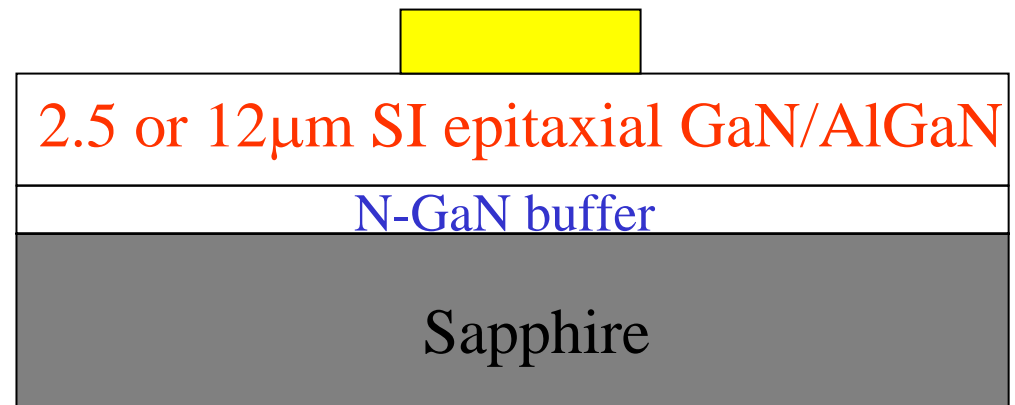 2.5 or 12μm SI epitaxial GaN/AlGaN
N-GaN buffer
Sapphire